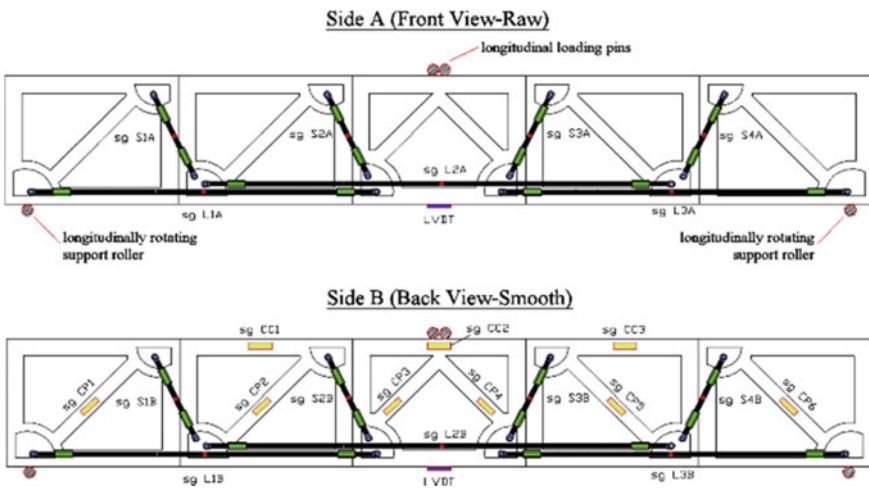 Side A (Front View-Raw)
longitudinal loading pins
sg S1A
sg S2A
sg L2A
sg S3A
sg S4A
sg L1A
LVDT
sg L3A
longitudinally rotating
support roller
longitudinally rotating
support roller
Side B (Back View-Smooth)
sg CC1
sg CC2
sg CC3
sg CP1
sg S1B
sg CP2
sg S2B
sg CP3
sg CP4
sg L2B
sg S3B
sg CP5
sg S4B
sg CP6
sg L1B
LVDT
sg L3B